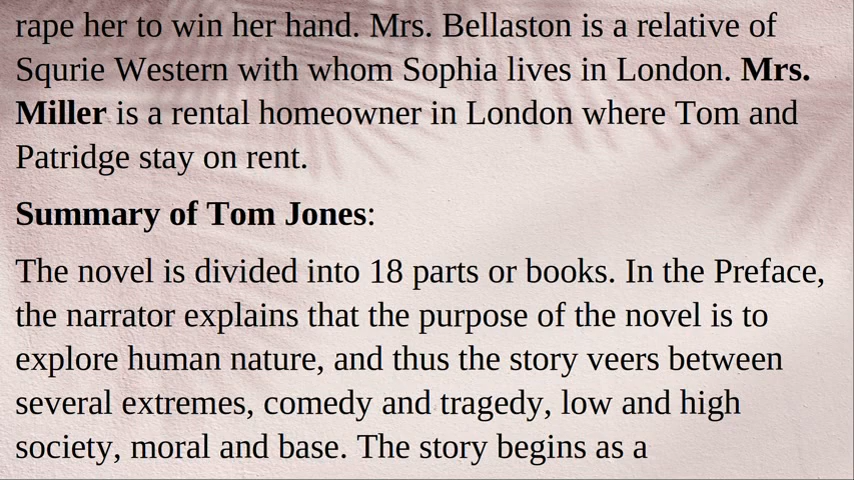 rape her to win her hand. Mrs. Bellaston is a relative of
Squrie Western with whom Sophia lives in London. Mrs.
Miller is a rental homeowner in London where Tom and
Patridge stay on rent.
Summary of Tom Jones:
The novel is divided into 18 parts or books. In the Preface,
the narrator explains that the purpose of the novel is to
explore human nature, and thus the story veers between
several extremes, comedy and tragedy, low and high
society, moral and base. The story begins as a